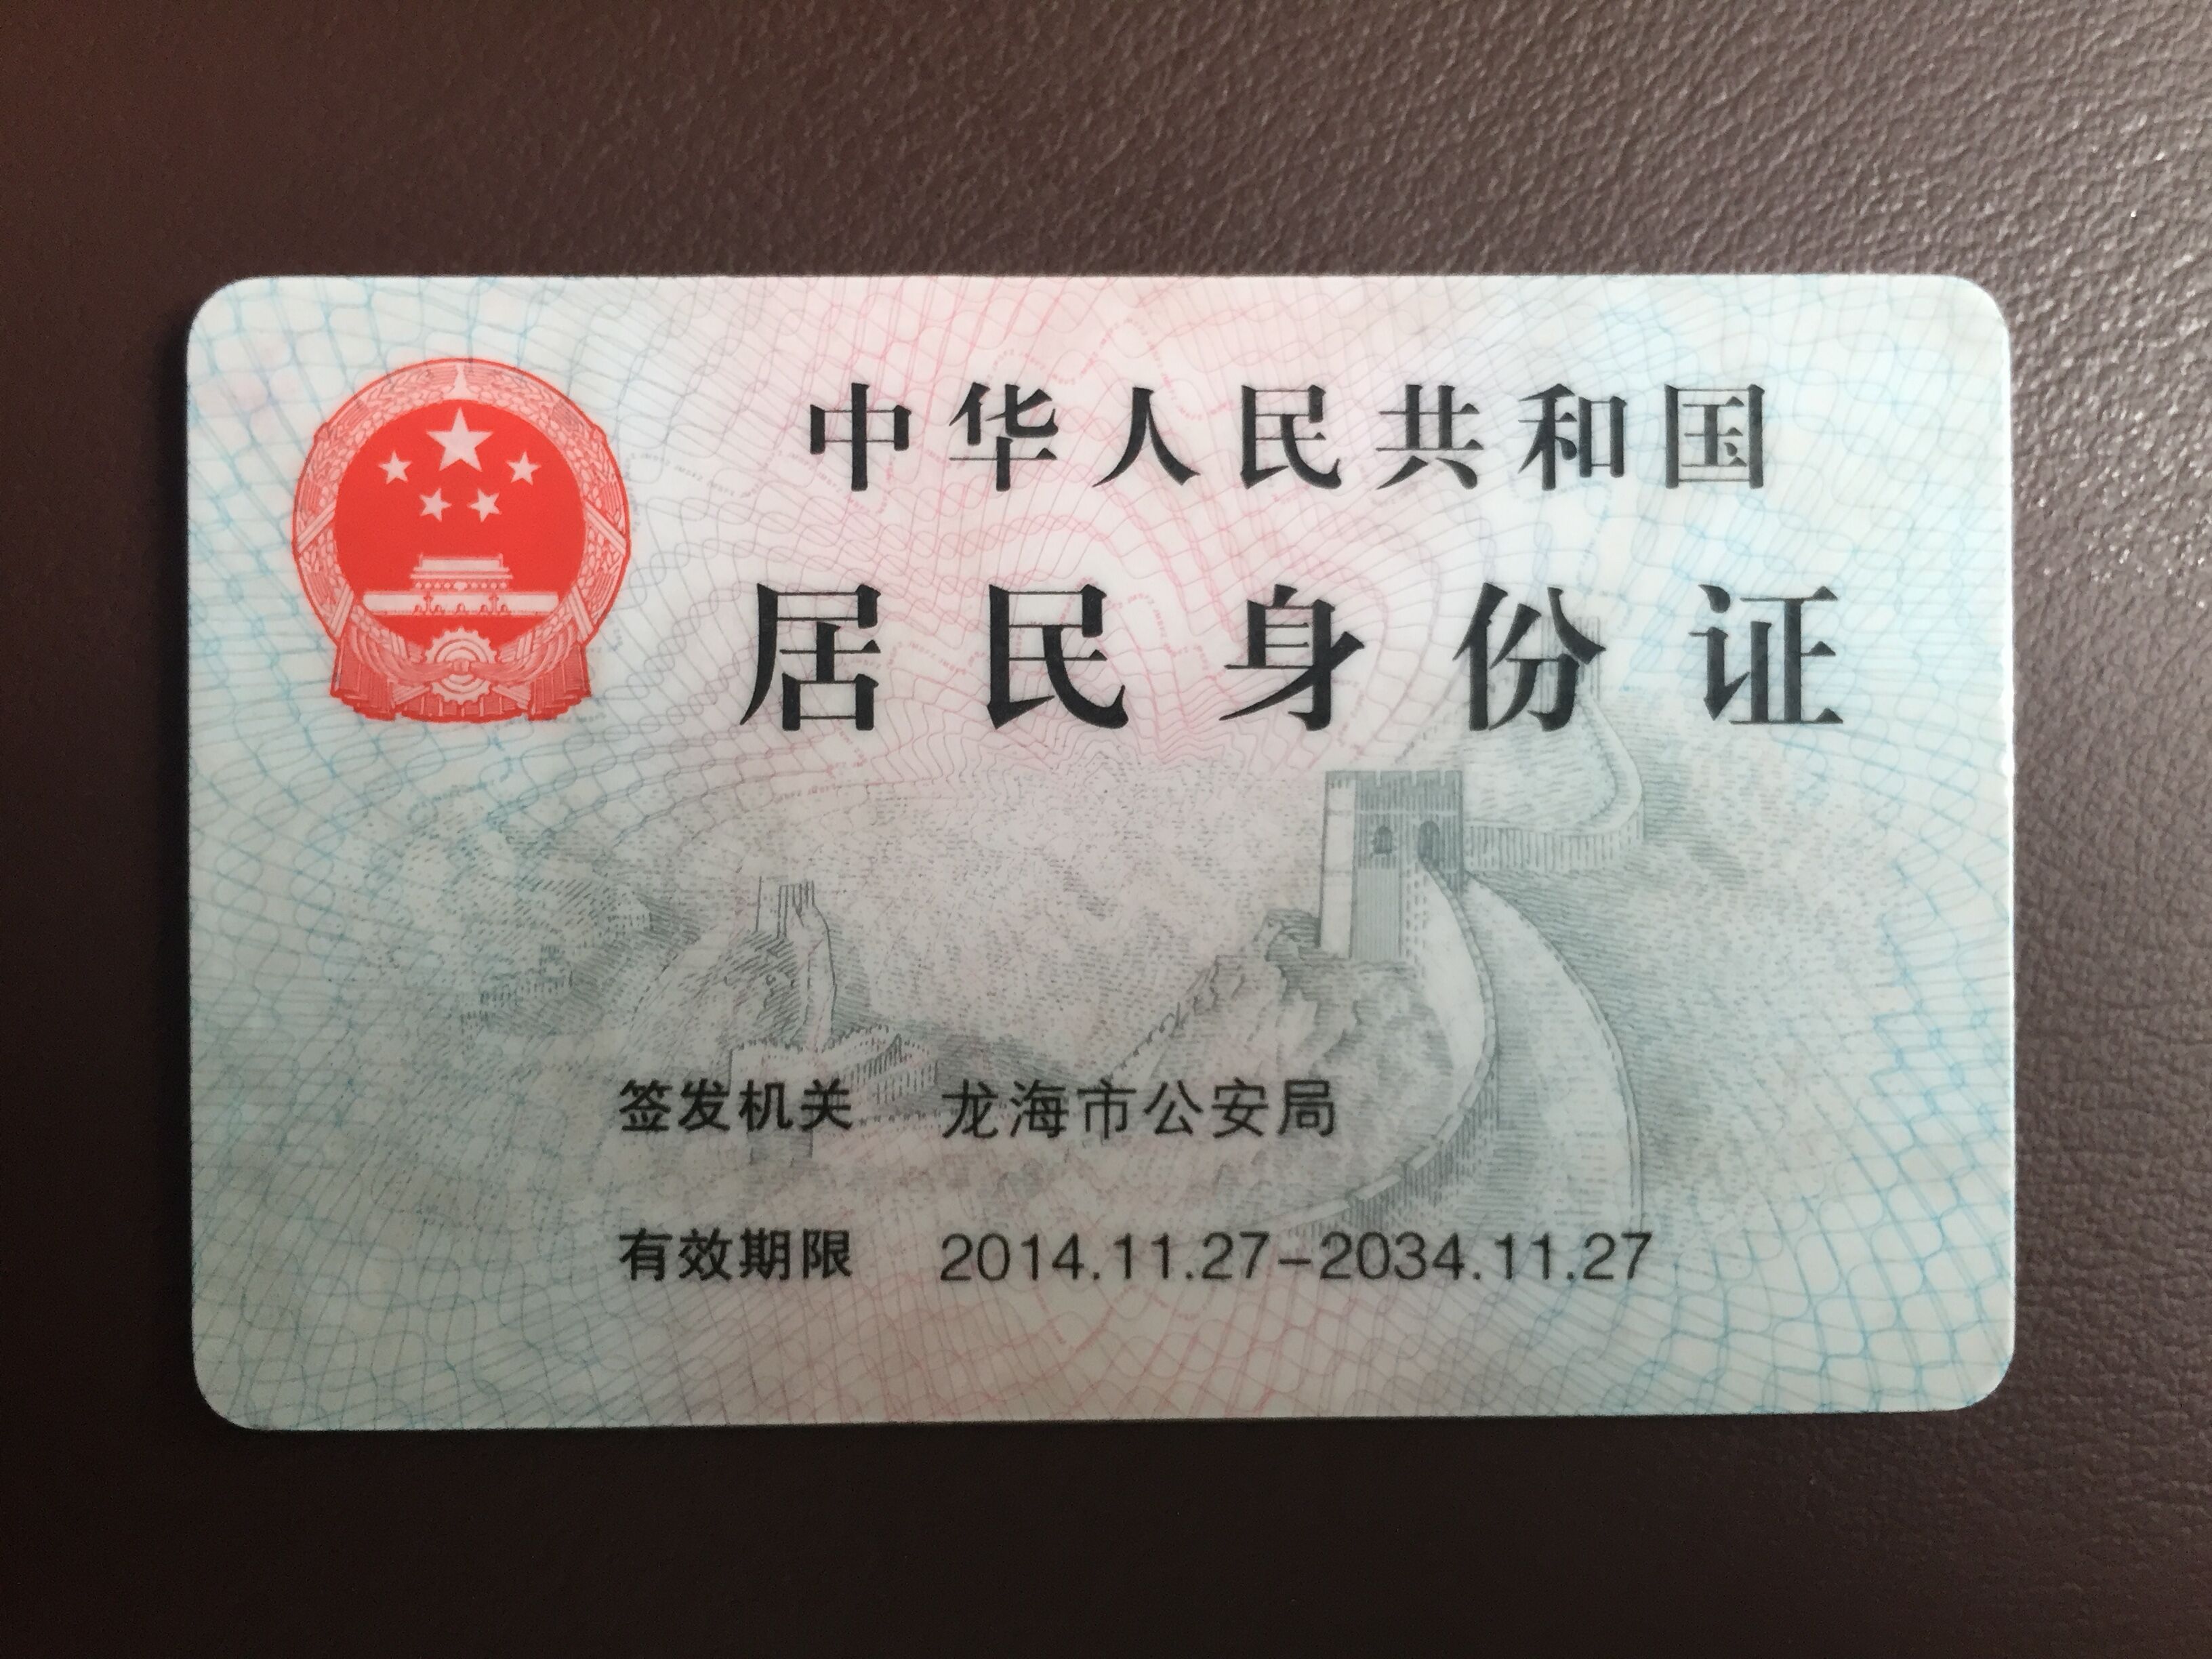 中华人民共和国
居民身份证
签发机关 龙海市公安局
有效期限 2014.11.27-2034.11.27